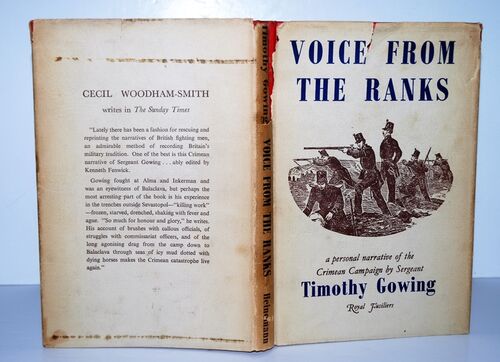 CECIL WOODHAM-SMITH
writes in The Sunday Times
"Lately there has been a fashion for rescuing and
reprinting the narratives of British fighting men,
an admirable method of recording Britain's
military tradition. One of the best is this Crimean
narrative of Sergeant Gowing . . . ably edited by
Kenneth Fenwick.
Gowing fought at Alma and Inkerman and
was an eyewitness of Balaclava, but perhaps the
most arresting part of the book is his experience
in the trenches outside Sevastopol—"killing work"
—frozen, starved, drenched, shaking with fever and
ague. "So much for honour and glory," he writes.
His account of brushes with callous officials, of
struggles with commissariat officers, and of the
long agonising drag from the camp down to
Balaclava through seas of icy mud dotted with
dying horses makes the Crimean catastrophe live
again."
Timothy Gowing VOICE FROM THE RANKS Heinemann
VOICE FROM
THE RANKS
a personal narrative of the
Crimean Campaign by Sergeant
Timothy Gowing
Royal Fusiliers